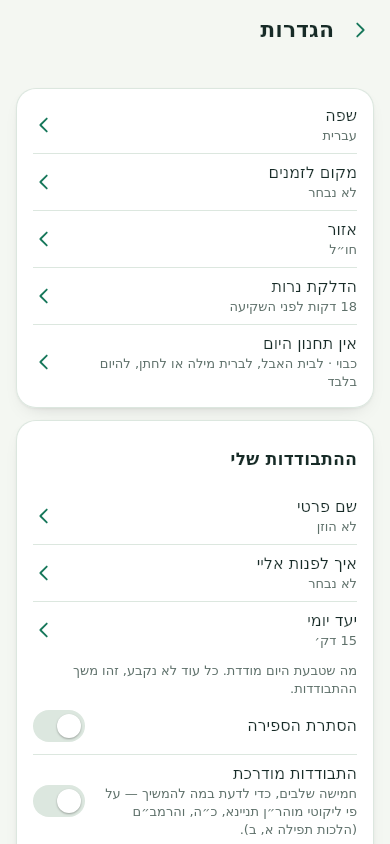 הגדרות
שפה
עברית
מקום לזמנים
לא נבחר
אזור
חו״ל
הדלקת נרות
18 דקות לפני השקיעה
אין תחנון היום
כבוי · לבית האבל, לברית מילה או לחתן, להיום
בלבד
ההתבודדות שלי
שם פרטי
לא הוזן
איך לפנות אליי
לא נבחר
יעד יומי
15 דק׳
מה שטבעת היום מודדת. כל עוד לא נקבע, זהו משך
ההתבודדות.
הסתרת הספירה
התבודדות מודרכת
חמישה שלבים, כדי לדעת במה להמשיך — על
פי ליקוטי מוהר״ן תניינא, כ״ה, והרמב״ם
(הלכות תפילה א, ב).